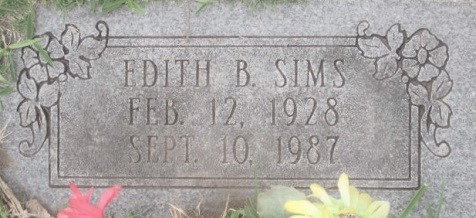 EDITH B. SIMS
FEB. 12, 1928
SEPT. 10, 1987